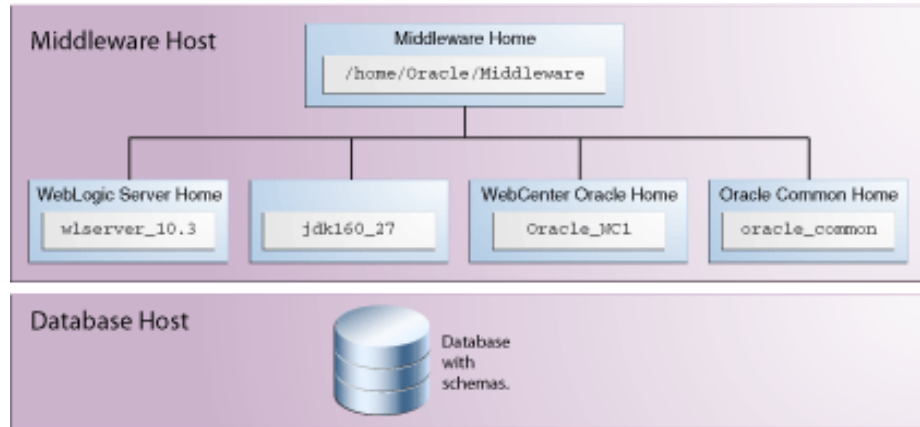 Middleware Host
Middleware Home
/home/Oracle/Middleware
WebLogic Server Home
wlserver_10.3
jdk160_27
WebCenter Oracle Home
Oracle_WC1
Oracle Common Home
oracle_common
Database Host
Database
with
schemas.